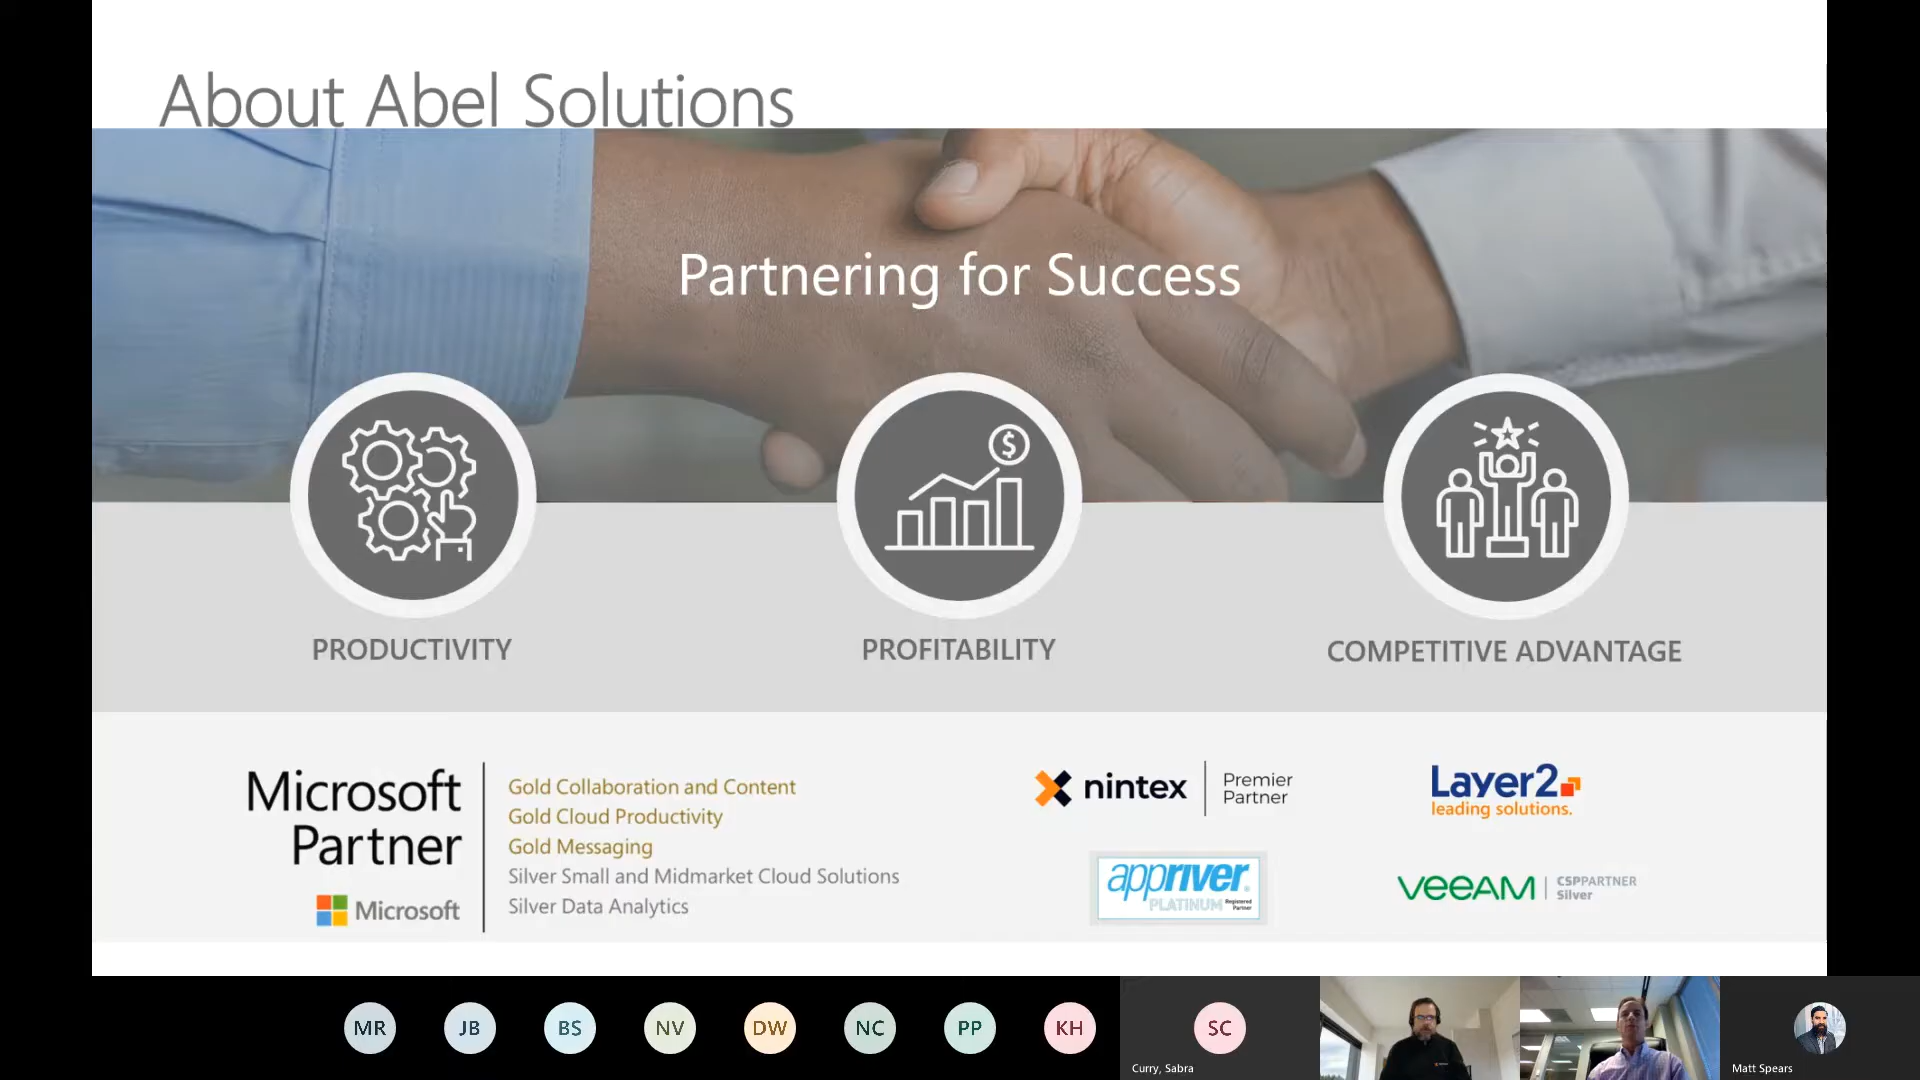 About Abel Solutions
Partnering for Success
$
PRODUCTIVITY
PROFITABILITY
COMPETITIVE ADVANTAGE
Microsoft
Partner
Microsoft
Gold Collaboration and Content
Gold Cloud Productivity
Gold Messaging
Silver Small and Midmarket Cloud Solutions
Silver Data Analytics
nintex
Premier
Partner
Layer2
leading solutions.
appriver
PLATINUM Registered
Partner
veeam
CSPPARTNER
Silver
MR
JB
BS
NV
DW
NC
PP
KH
SC
Curry, Sabra
Matt Spears